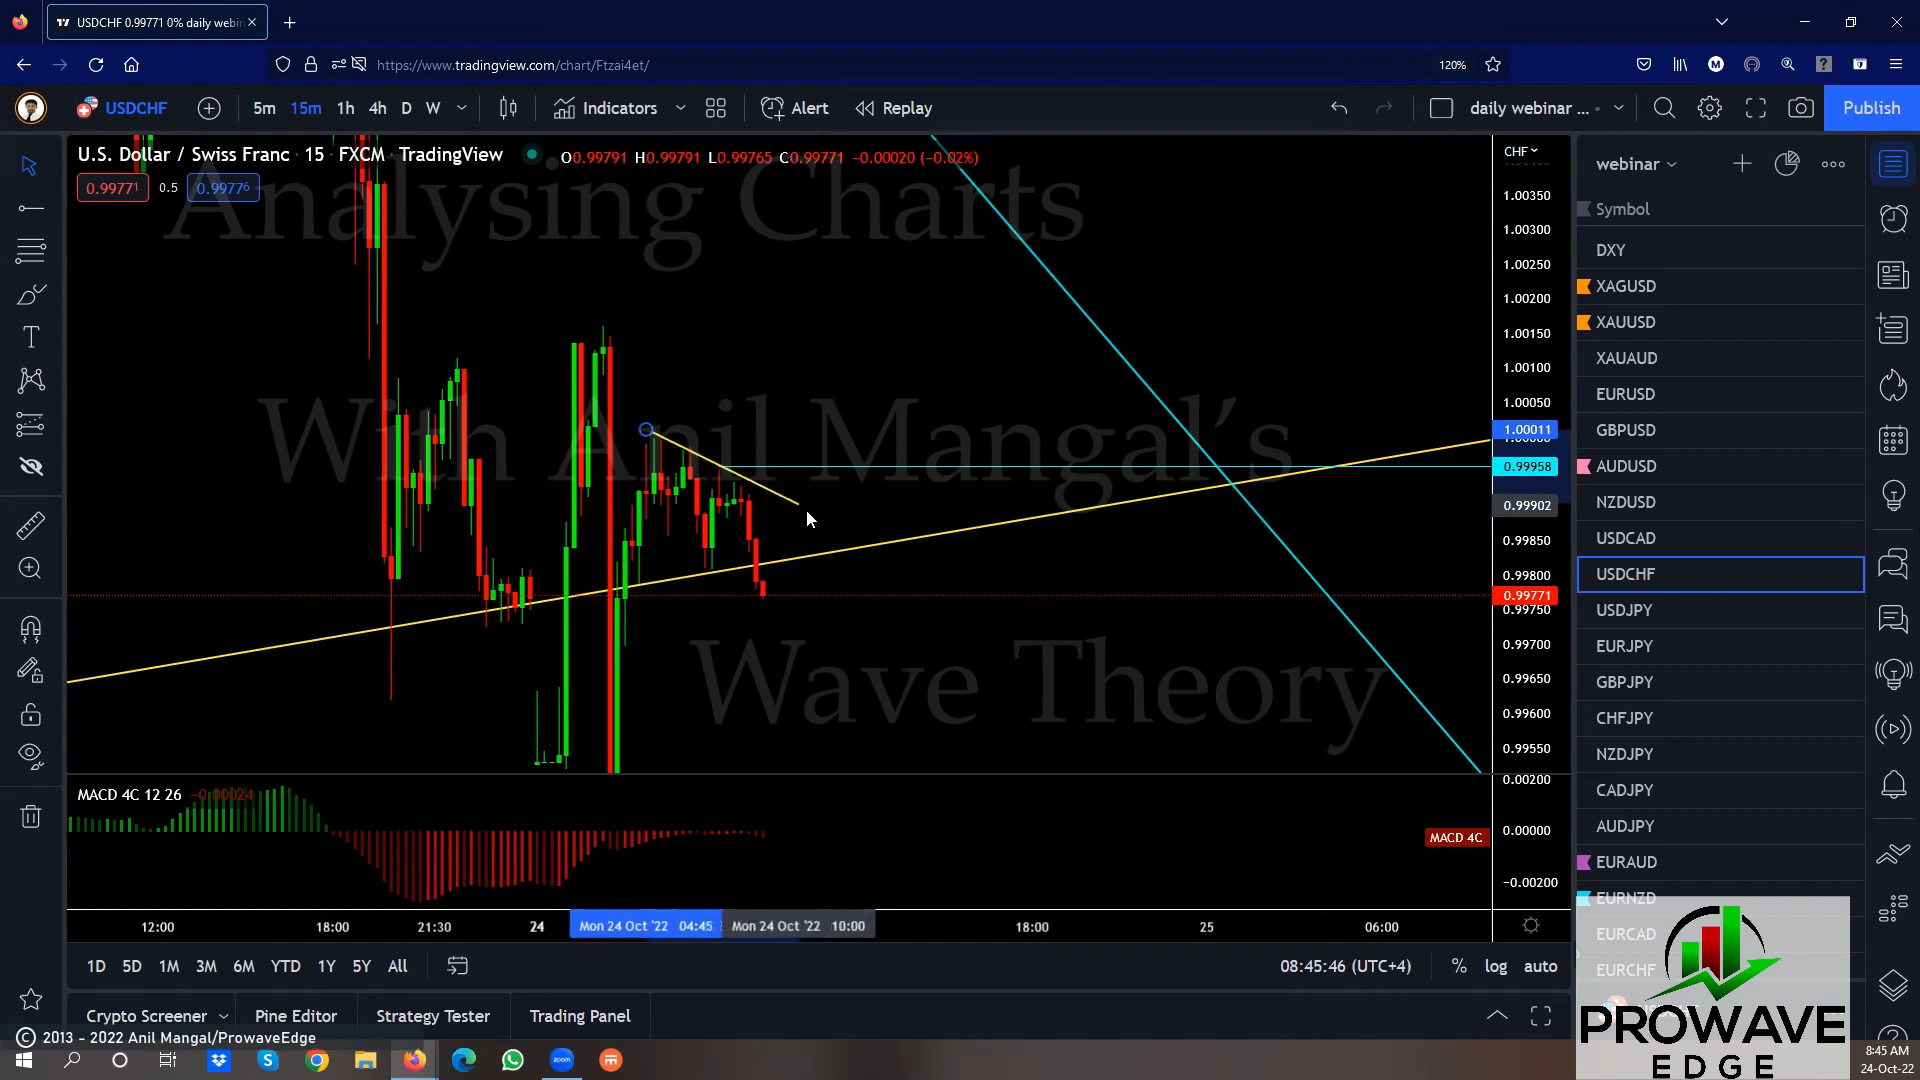 USDCHF 0.99771 0% daily webin
https://www.tradingview.com/chart/Ftzai4et/
120%
USDCHF 5m 15m 1h 4h D W Indicators Alert Replay daily webinar ... Publish
U.S. Dollar / Swiss Franc · 15 · FXCM · TradingView O0.99791 H0.99791 L0.99765 C0.99771 −0.00020 (−0.02%)
0.99771 0.5 0.99776
Analysing Charts
With Anil Mangal's
Wave Theory
CHF
1.00350
1.00300
1.00250
1.00200
1.00150
1.00100
1.00050
1.00011
0.99958
0.99902
0.99850
0.99800
0.99771
0.99750
0.99700
0.99650
0.99600
0.99550
MACD 4C 12 26 −0.00024
MACD 4C
0.00200
0.00000
−0.00200
12:00 18:00 21:30 24 Mon 24 Oct '22 04:45 Mon 24 Oct '22 10:00 18:00 25 06:00
1D 5D 1M 3M 6M YTD 1Y 5Y All 08:45:46 (UTC+4) % log auto
Crypto Screener Pine Editor Strategy Tester Trading Panel
© 2013 - 2022 Anil Mangal/ProwaveEdge
webinar
Symbol
DXY
XAGUSD
XAUUSD
XAUAUD
EURUSD
GBPUSD
AUDUSD
NZDUSD
USDCAD
USDCHF
USDJPY
EURJPY
GBPJPY
CHFJPY
NZDJPY
CADJPY
AUDJPY
EURAUD
EURNZD
EURCAD
EURCHF
PROWAVE
EDGE
zoom
8:45 AM
24-Oct-22